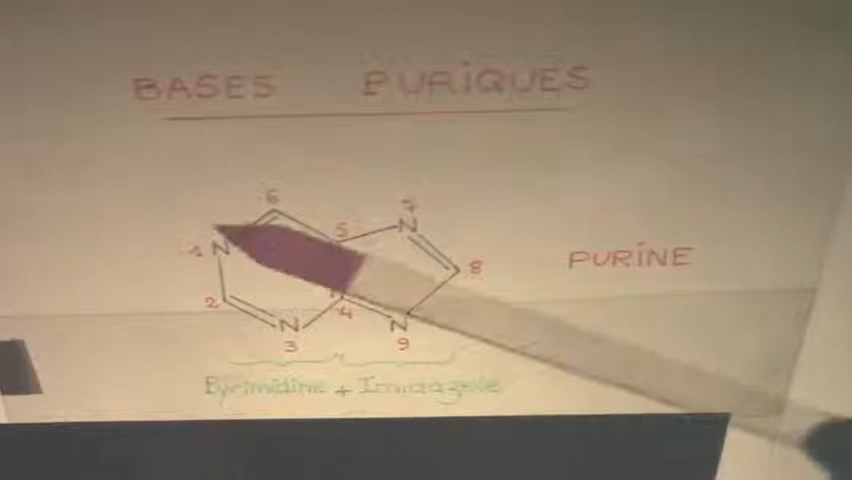 BASES PURIQUES
6
7
N
5
1 N
8
PURINE
2
N
4
N
3
9
Pyrimidine + Imidazole